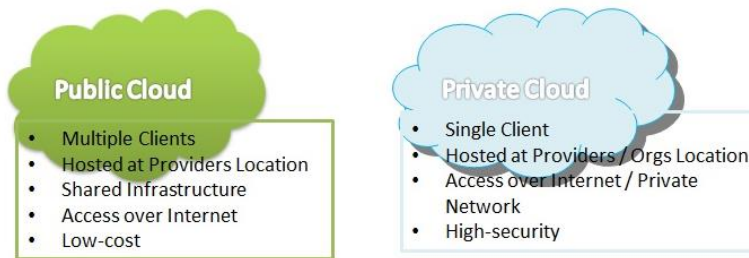 Public Cloud
• Multiple Clients
• Hosted at Providers Location
• Shared Infrastructure
• Access over Internet
• Low-cost
Private Cloud
• Single Client
• Hosted at Providers / Orgs Location
• Access over Internet / Private
Network
• High-security